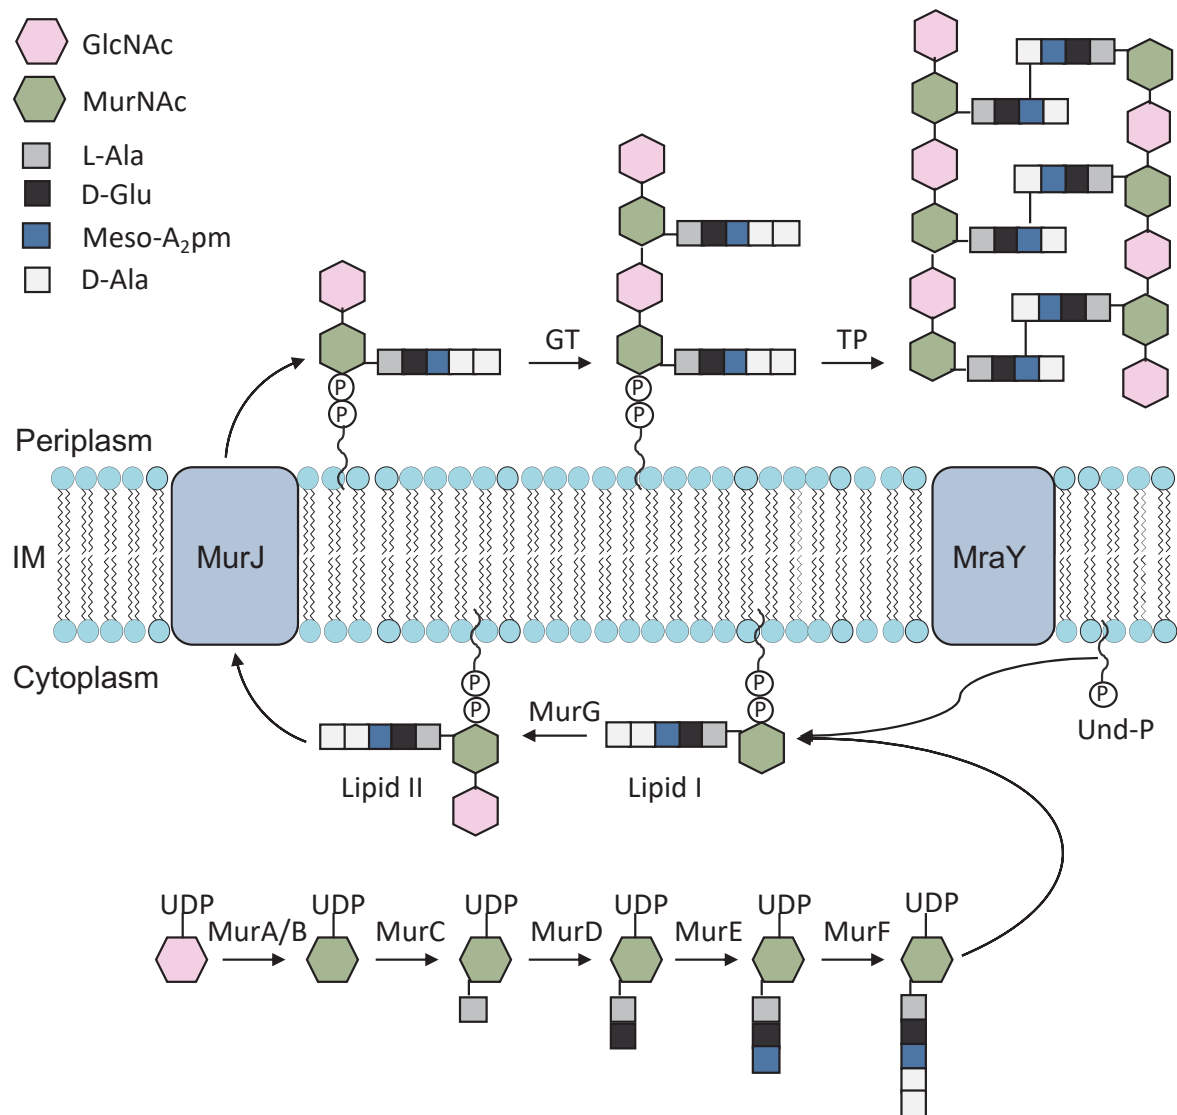 GlcNAc
MurNAc
L-Ala
D-Glu
Meso-A₂pm
D-Ala
GT
TP
P
P
P
P
Periplasm
IM
MurJ
MraY
Cytoplasm
P
P
P
P
P
MurG
Und-P
Lipid II
Lipid I
UDP
UDP
UDP
UDP
UDP
UDP
MurA/B
MurC
MurD
MurE
MurF